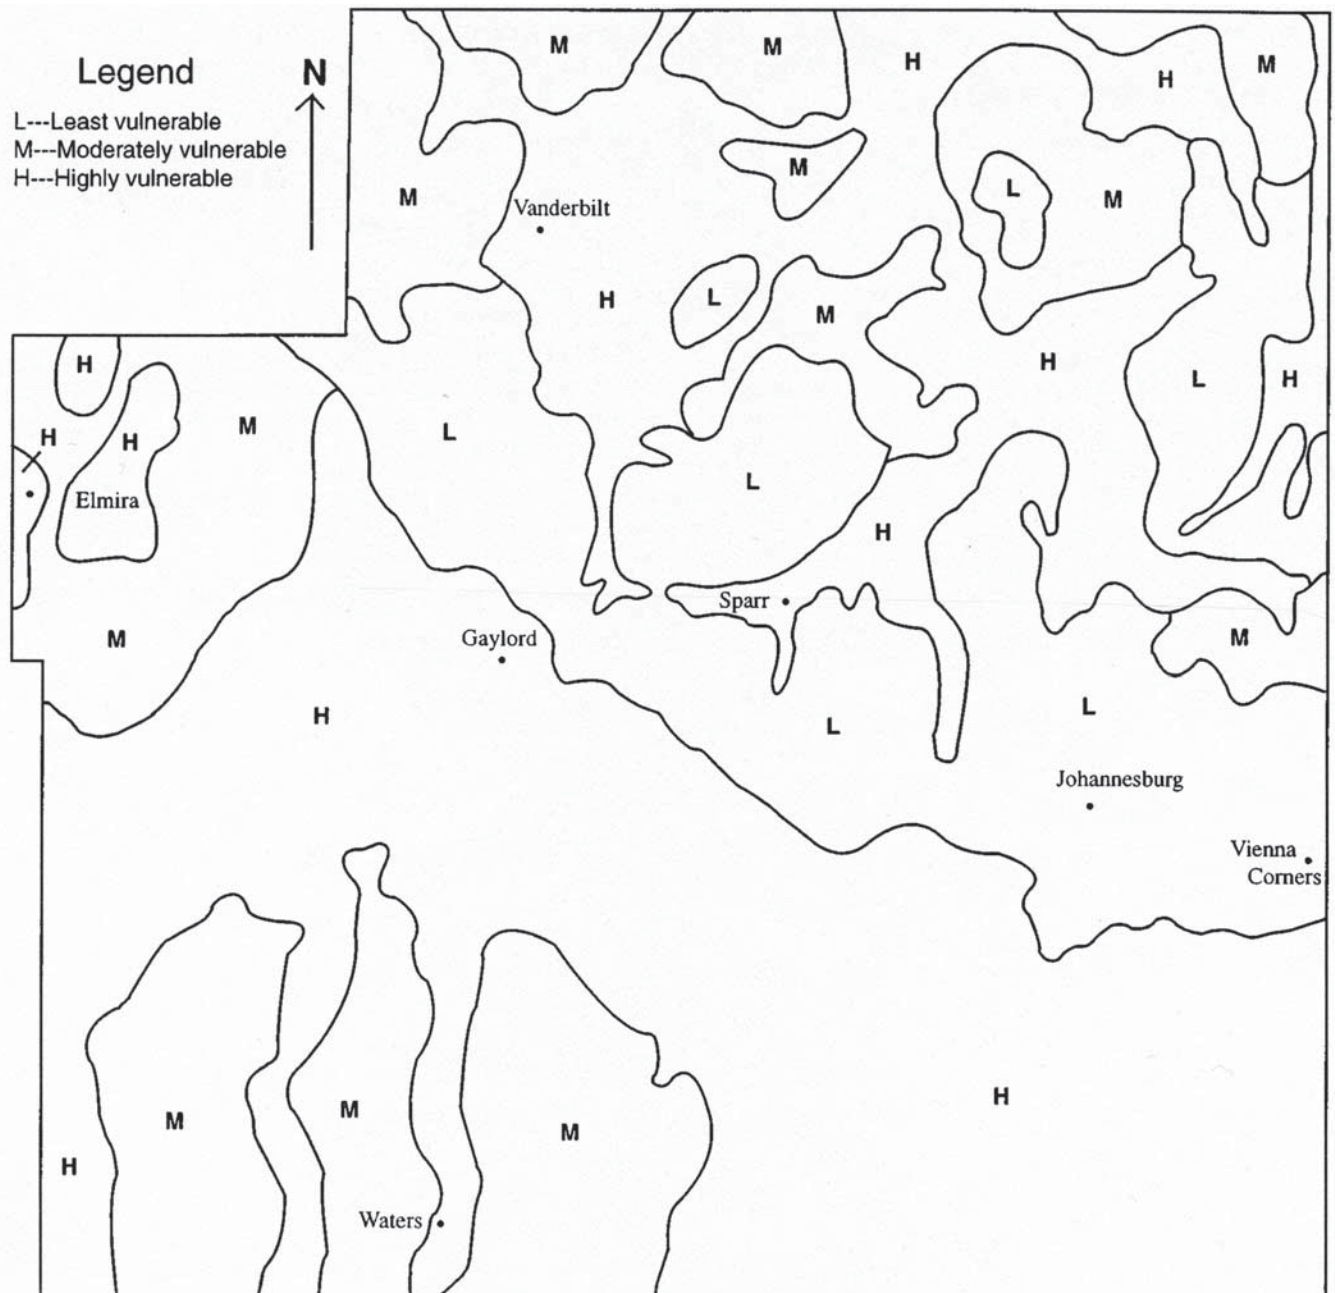 Legend
N
L---Least vulnerable
M---Moderately vulnerable
H---Highly vulnerable
M
M
H
H
M
M
M
L
M
Vanderbilt
H
L
M
H
L
H
H
M
L
H
H
L
Elmira
H
Sparr
M
M
Gaylord
H
L
L
Johannesburg
Vienna
Corners
M
M
M
H
H
Waters